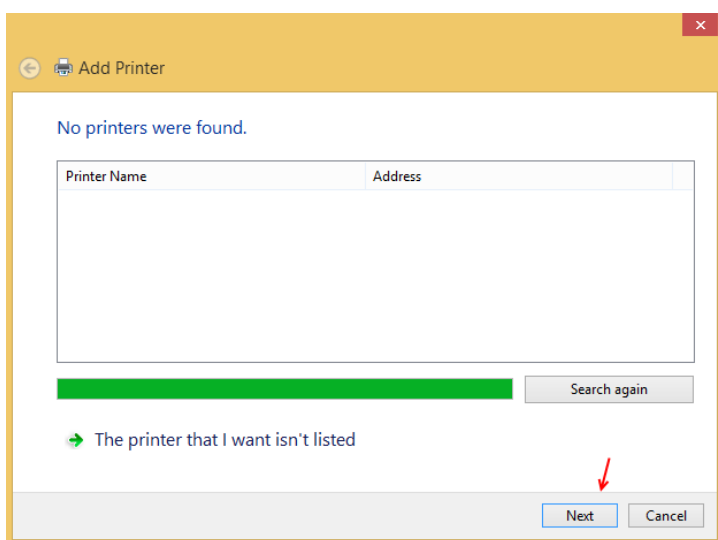 Add Printer
No printers were found.
Printer Name Address
Search again
The printer that I want isn't listed
Next Cancel